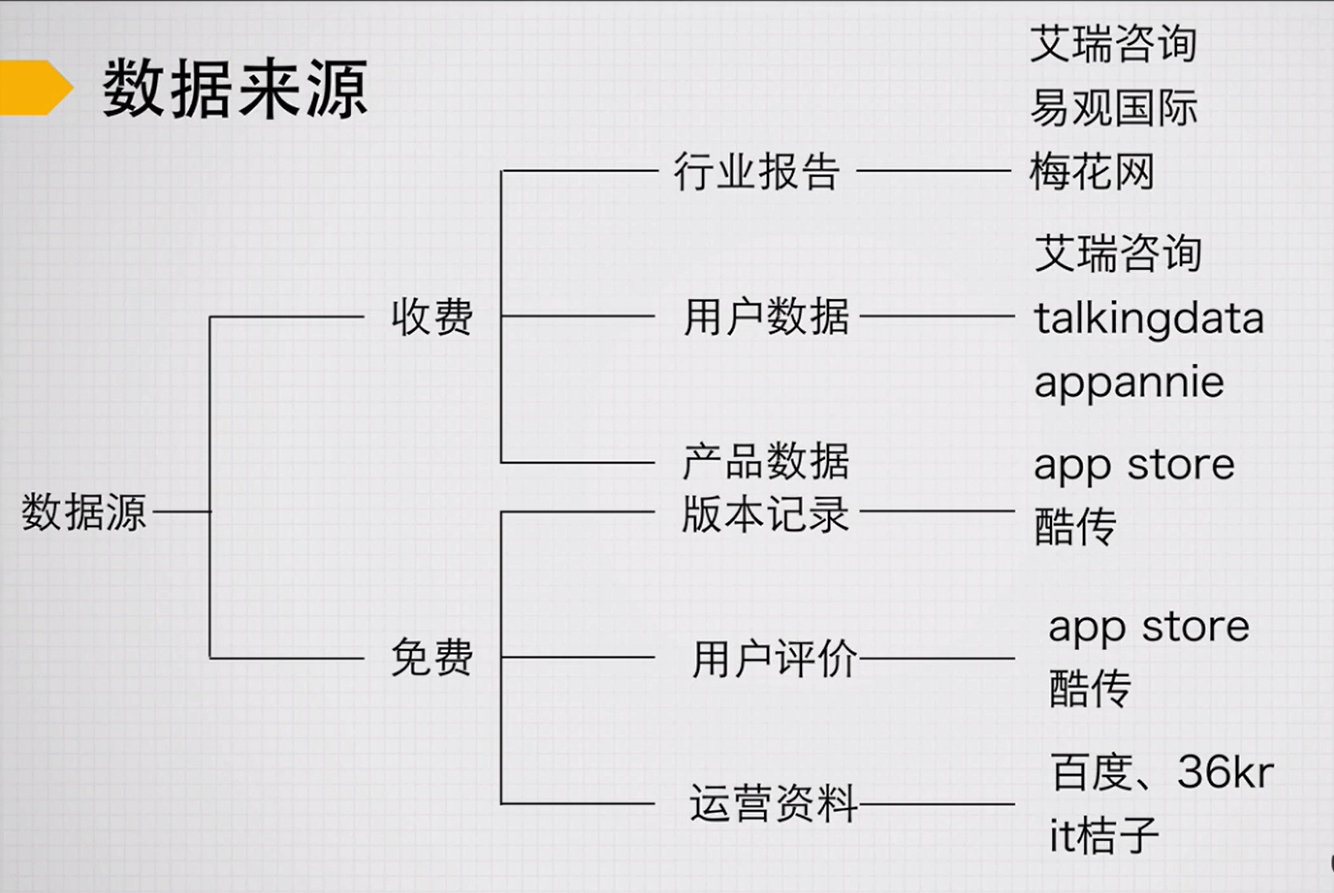 数据来源
数据源
收费
行业报告
艾瑞咨询
易观国际
梅花网
用户数据
艾瑞咨询
talkingdata
appannie
产品数据
免费
版本记录
app store
酷传
用户评价
app store
酷传
运营资料
百度、36kr
it桔子